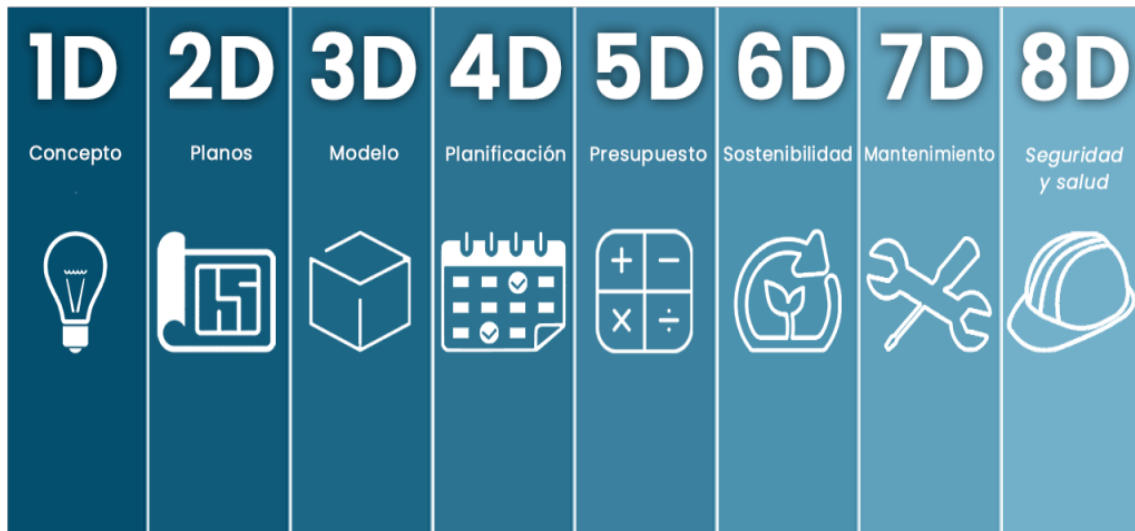 1D
Concepto
2D
Planos
3D
Modelo
4D
Planificación
5D
Presupuesto
6D
Sostenibilidad
7D
Mantenimiento
8D
Seguridad
y salud